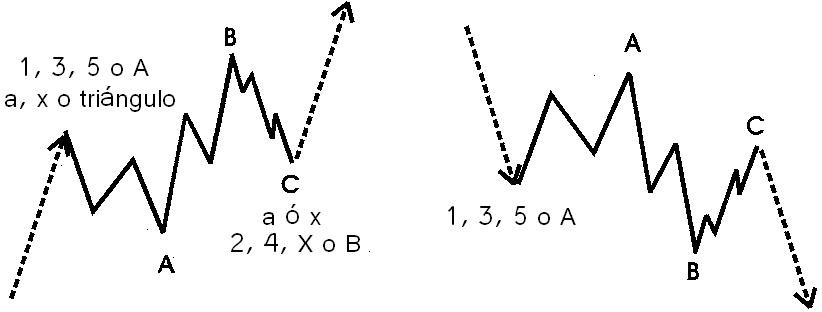 B
1, 3, 5 o A
a, x o triángulo
A
C
a ó x
2, 4, X o B
A
C
1, 3, 5 o A
B